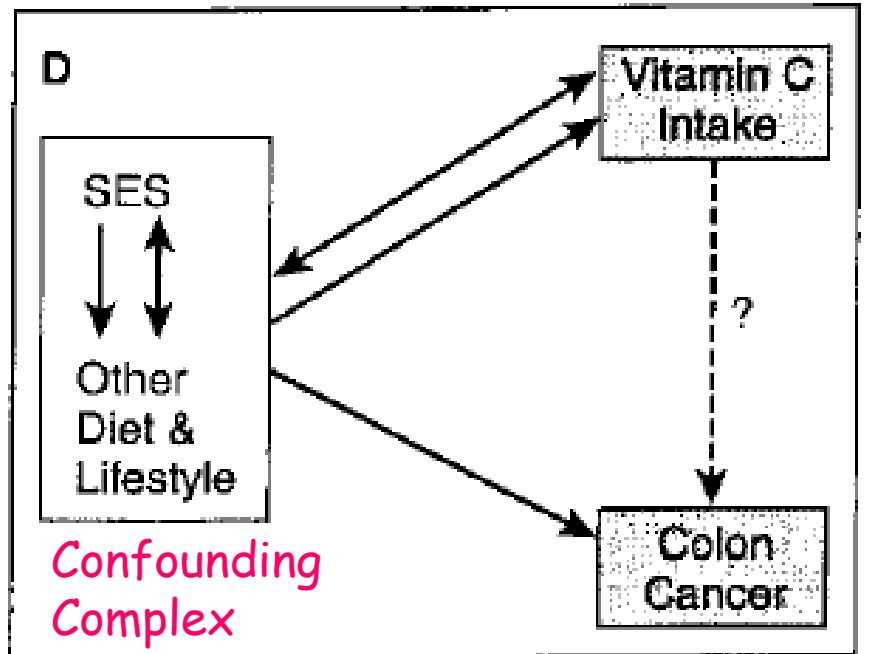 D
Vitamin C
Intake
SES
?
Other
Diet &
Lifestyle
Colon
Cancer
Confounding
Complex